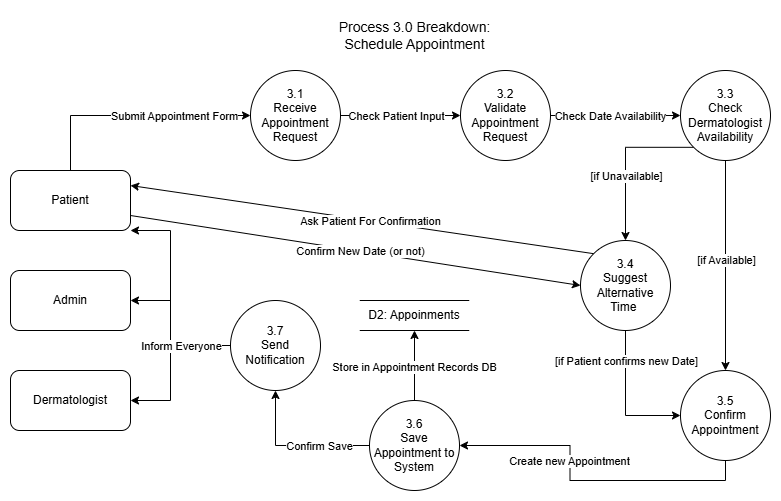 Process 3.0 Breakdown:
Schedule Appointment
3.1
Receive
Appointment
Request
3.2
Validate
Appointment
Request
3.3
Check
Dermatologist
Availability
Submit Appointment Form
Check Patient Input
Check Date Availability
[if Unavailable]
Patient
Ask Patient For Confirmation
Confirm New Date (or not)
[if Available]
3.4
Suggest
Alternative
Time
Admin
D2: Appoinments
3.7
Send
Notification
Inform Everyone
Store in Appointment Records DB
[if Patient confirms new Date]
Dermatologist
3.5
Confirm
Appointment
3.6
Save
Appointment to
System
Confirm Save
Create new Appointment